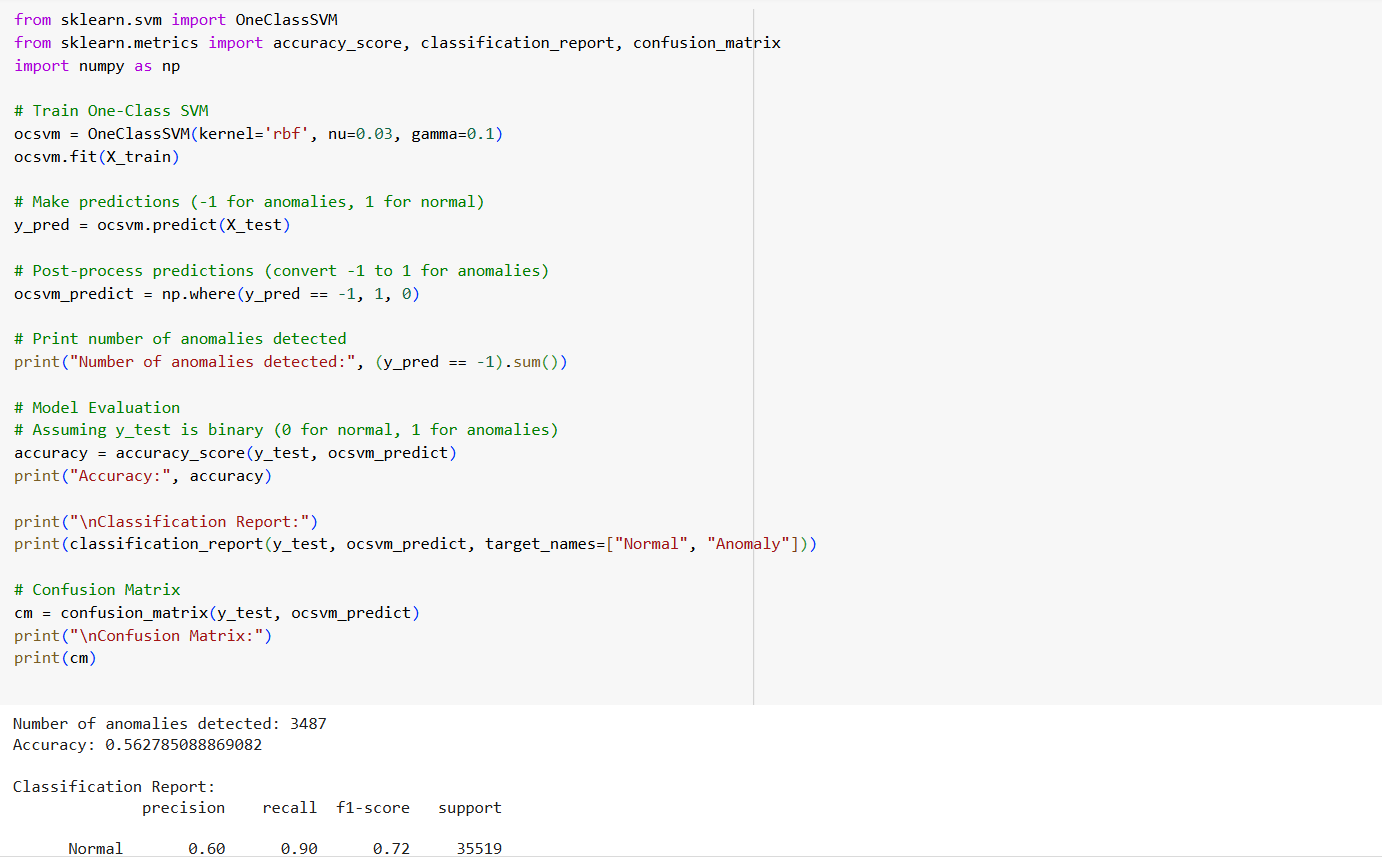 from sklearn.svm import OneClassSVM
from sklearn.metrics import accuracy_score, classification_report, confusion_matrix
import numpy as np
# Train One-Class SVM
ocsvm = OneClassSVM(kernel='rbf', nu=0.03, gamma=0.1)
ocsvm.fit(X_train)
# Make predictions (-1 for anomalies, 1 for normal)
y_pred = ocsvm.predict(X_test)
# Post-process predictions (convert -1 to 1 for anomalies)
ocsvm_predict = np.where(y_pred == -1, 1, 0)
# Print number of anomalies detected
print("Number of anomalies detected:", (y_pred == -1).sum())
# Model Evaluation
# Assuming y_test is binary (0 for normal, 1 for anomalies)
accuracy = accuracy_score(y_test, ocsvm_predict)
print("Accuracy:", accuracy)
print("\nClassification Report:")
print(classification_report(y_test, ocsvm_predict, target_names=["Normal", "Anomaly"]))
# Confusion Matrix
cm = confusion_matrix(y_test, ocsvm_predict)
print("\nConfusion Matrix:")
print(cm)
Number of anomalies detected: 3487
Accuracy: 0.562785088869082
Classification Report:
precision recall f1-score support
Normal 0.60 0.90 0.72 35519